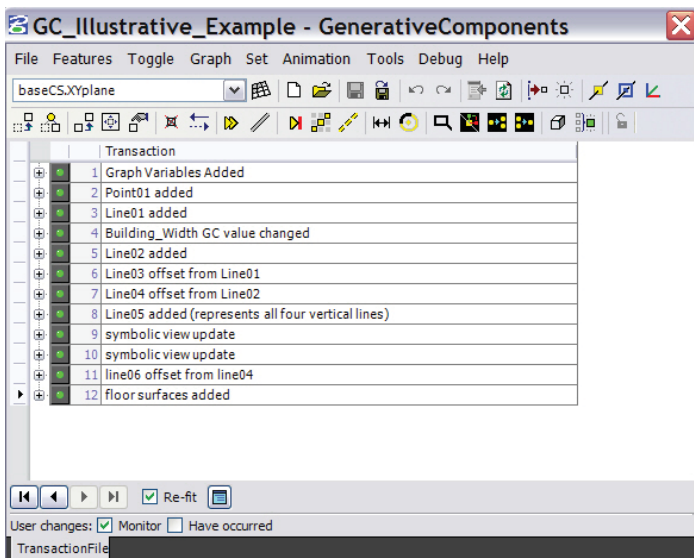 GC_Illustrative_Example - GenerativeComponents
File Features Toggle Graph Set Animation Tools Debug Help
baseCS.XYplane
Transaction
1 Graph Variables Added
2 Point01 added
3 Line01 added
4 Building_Width GC value changed
5 Line02 added
6 Line03 offset from Line01
7 Line04 offset from Line02
8 Line05 added (represents all four vertical lines)
9 symbolic view update
10 symbolic view update
11 line06 offset from line04
12 floor surfaces added
Re-fit
User changes: Monitor Have occurred
TransactionFile